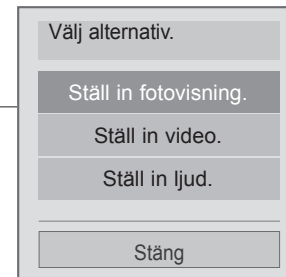 Välj alternativ.
Ställ in fotovisning.
Ställ in video.
Ställ in ljud.
Stäng